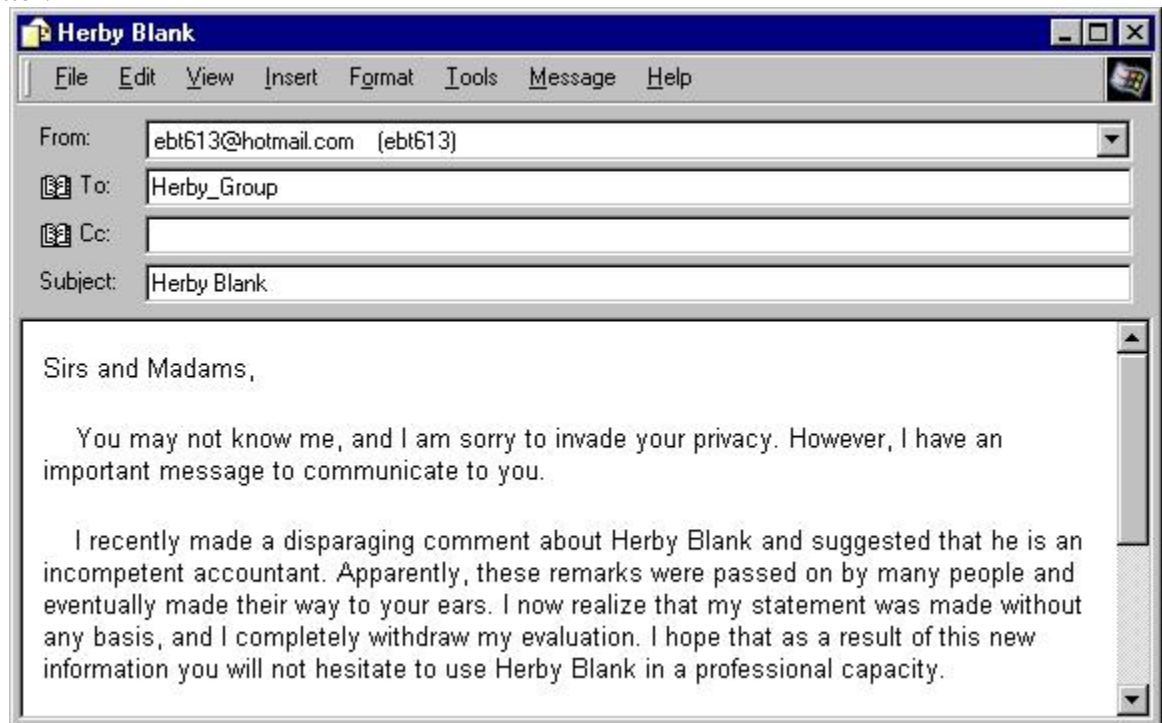 Herby Blank
File Edit View Insert Format Tools Message Help
From: ebt613@hotmail.com (ebt613)
To: Herby_Group
Cc:
Subject: Herby Blank
Sirs and Madams,
You may not know me, and I am sorry to invade your privacy. However, I have an
important message to communicate to you.
I recently made a disparaging comment about Herby Blank and suggested that he is an
incompetent accountant. Apparently, these remarks were passed on by many people and
eventually made their way to your ears. I now realize that my statement was made without
any basis, and I completely withdraw my evaluation. I hope that as a result of this new
information you will not hesitate to use Herby Blank in a professional capacity.